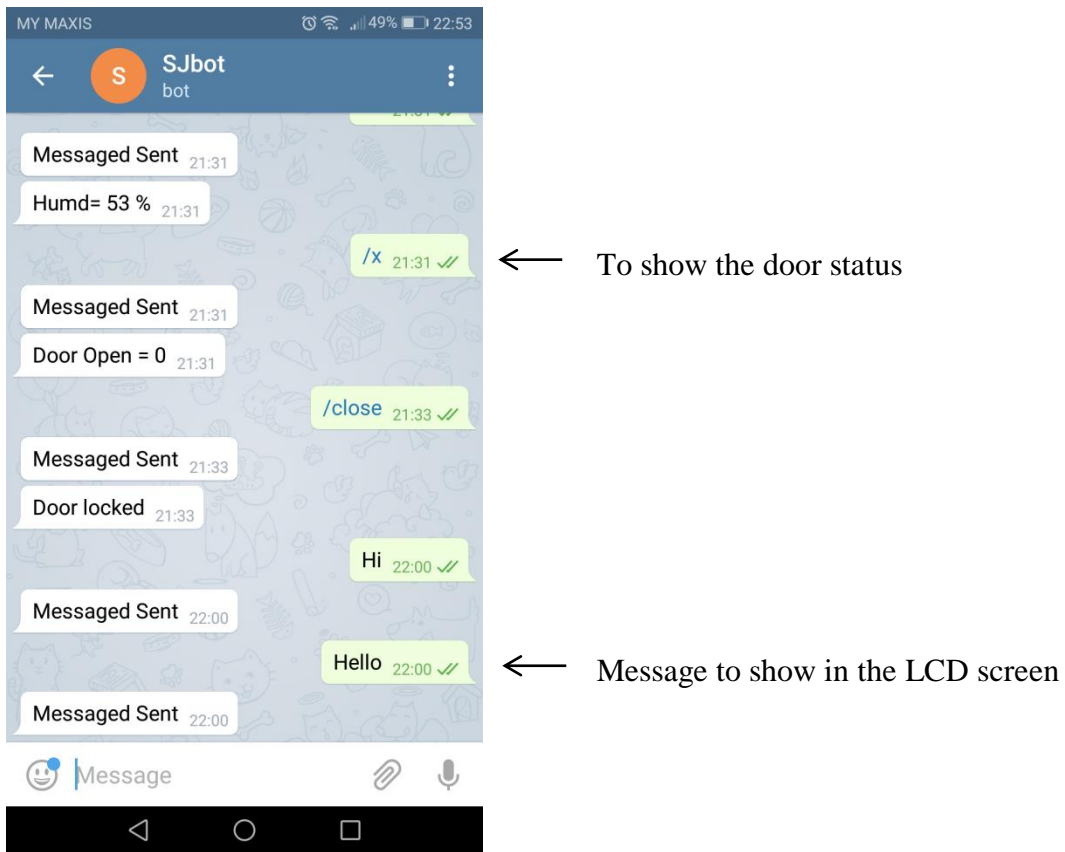 MY MAXIS 49% 22:53
S SJbot
bot
Messaged Sent 21:31
Humd= 53 % 21:31
/x 21:31 To show the door status
Messaged Sent 21:31
Door Open = 0 21:31
/close 21:33
Messaged Sent 21:33
Door locked 21:33
Hi 22:00
Messaged Sent 22:00
Hello 22:00 Message to show in the LCD screen
Messaged Sent 22:00
Message